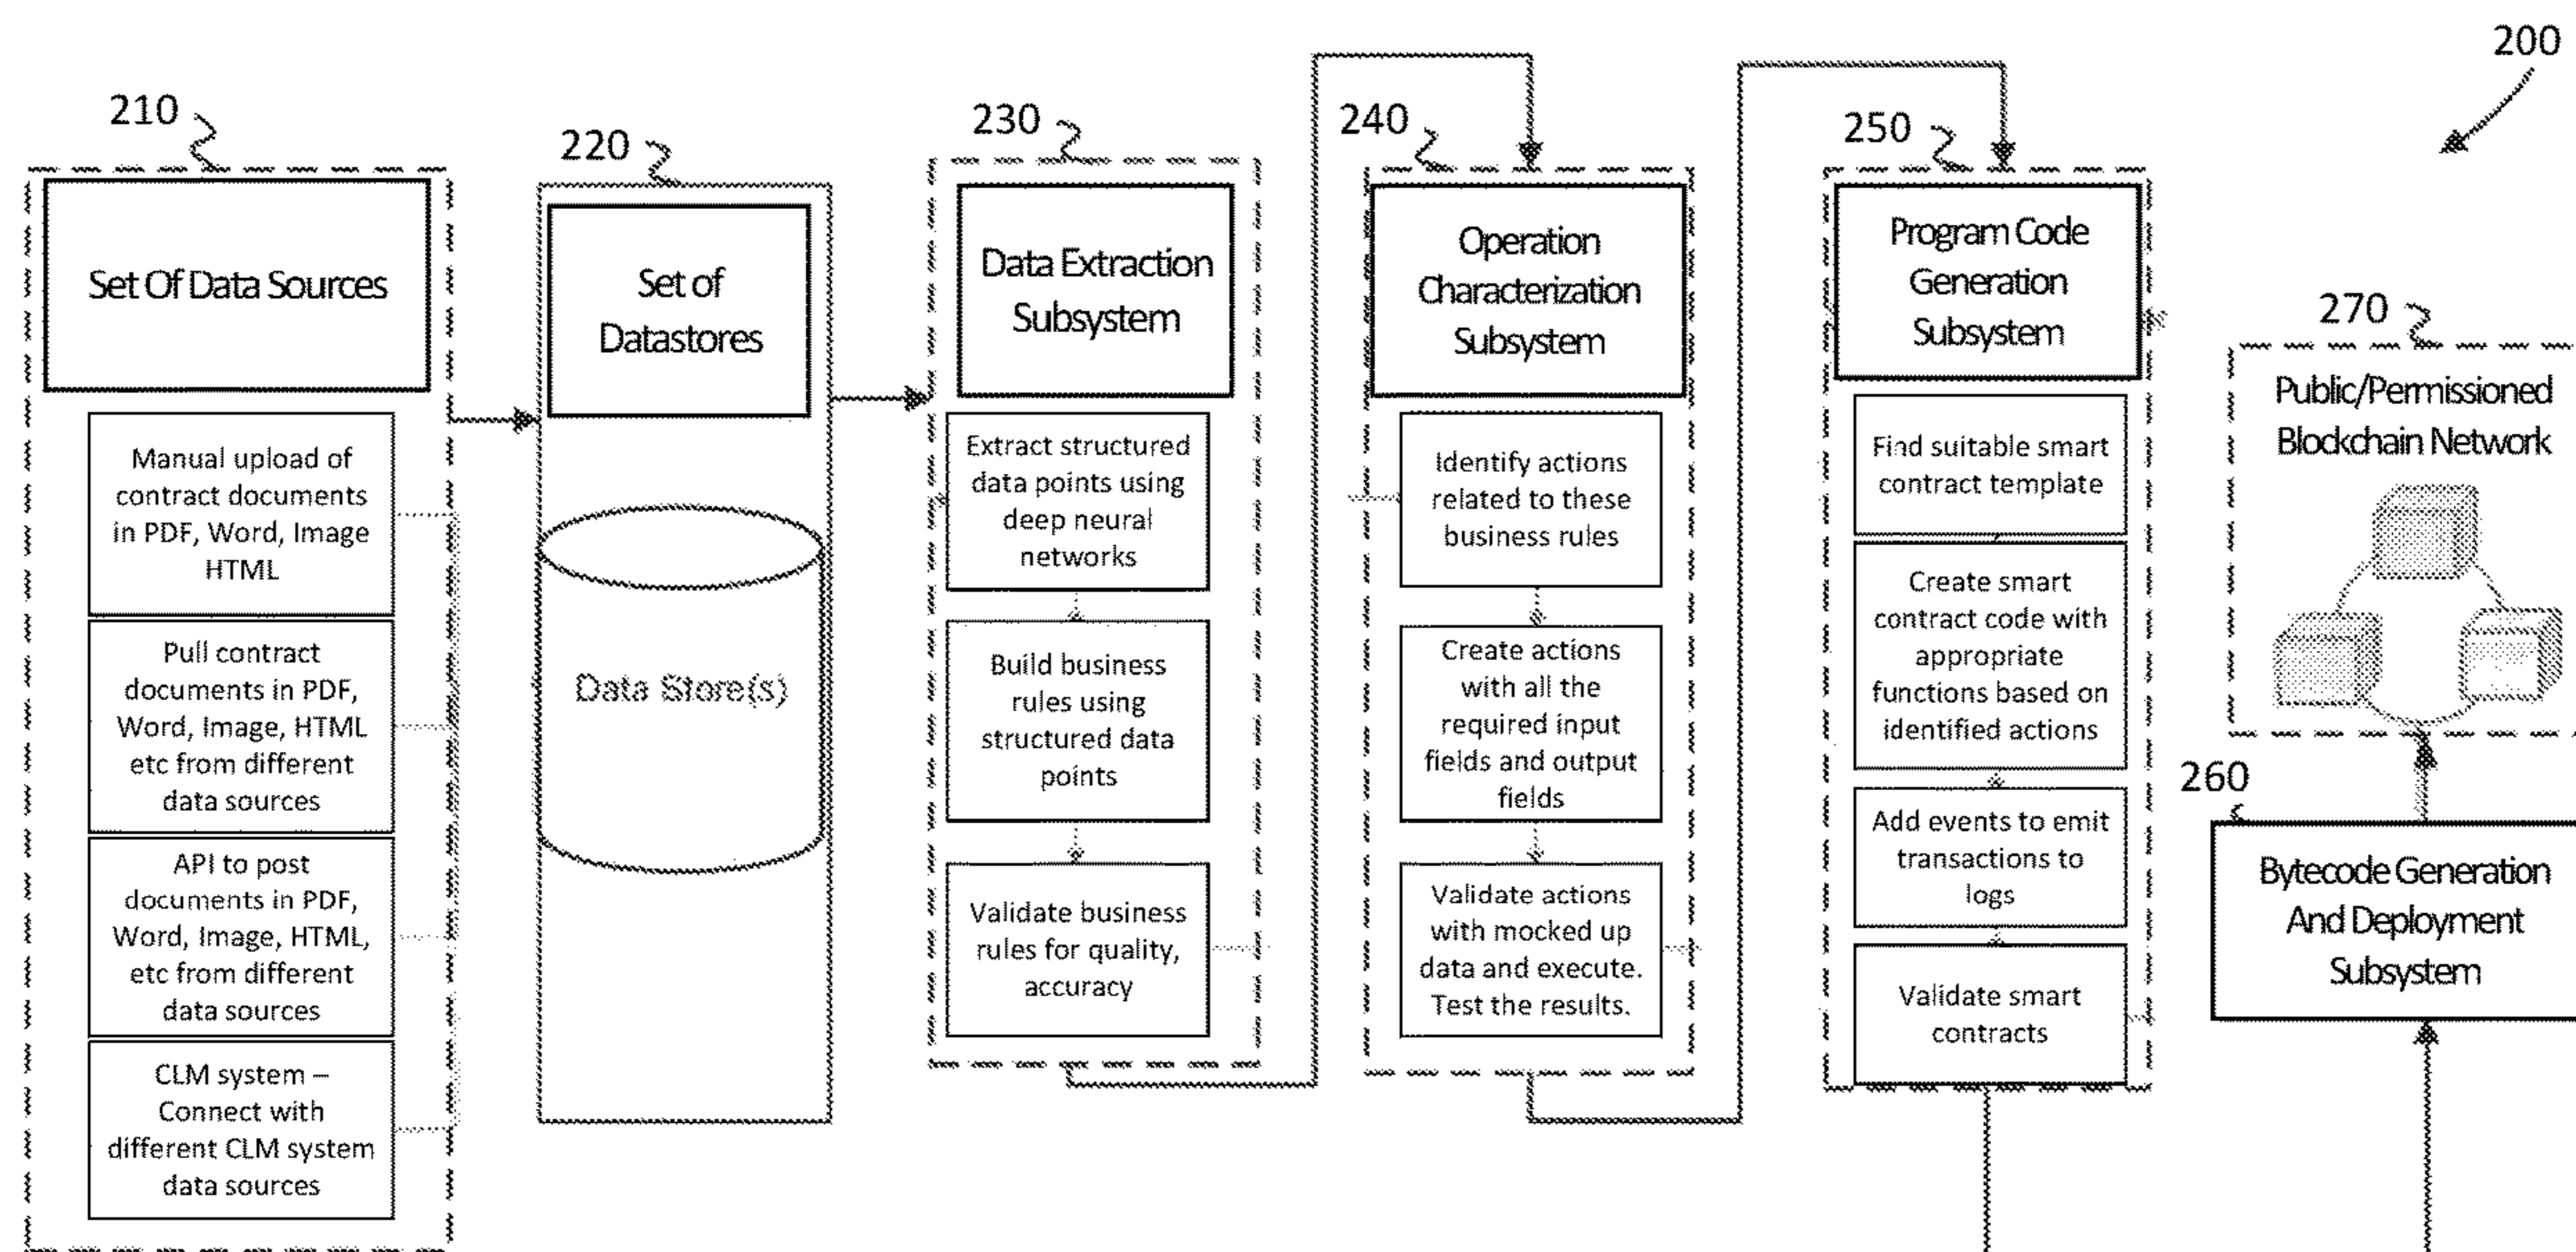 200
210
Set Of Data Sources
Manual upload of
contract documents
in PDF, Word, Image
HTML
Pull contract
documents in PDF,
Word, Image, HTML
etc from different
data sources
API to post
documents in PDF,
Word, Image, HTML,
etc from different
data sources
CLM system –
Connect with
different CLM system
data sources
220
Set of
Datastores
Data Store(s)
230
Data Extraction
Subsystem
Extract structured
data points using
deep neural
networks
Build business
rules using
structured data
points
Validate business
rules for quality,
accuracy
240
Operation
Characterization
Subsystem
Identify actions
related to these
business rules
Create actions
with all the
required input
fields and output
fields
Validate actions
with mocked up
data and execute.
Test the results.
250
Program Code
Generation
Subsystem
Find suitable smart
contract template
Create smart
contract code with
appropriate
functions based on
identified actions
Add events to emit
transactions to
logs
Validate smart
contracts
270
Public/Permissioned
Blockchain Network
260
Bytecode Generation
And Deployment
Subsystem